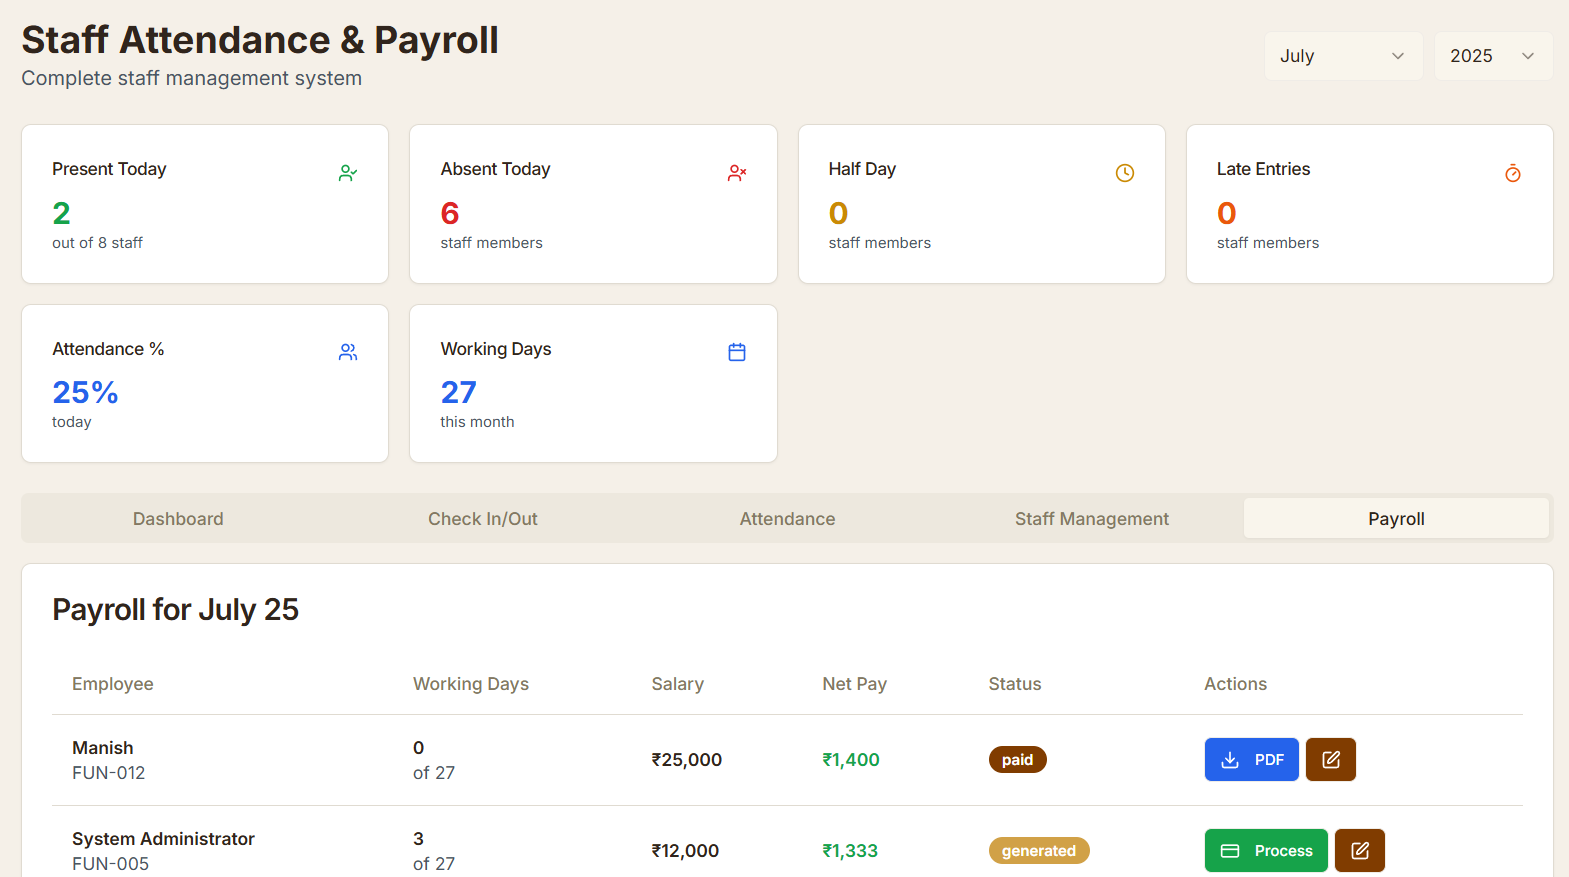 Staff Attendance & Payroll
Complete staff management system
July
2025
Present Today
2
out of 8 staff
Absent Today
6
staff members
Half Day
0
staff members
Late Entries
0
staff members
Attendance %
25%
today
Working Days
27
this month
Dashboard Check In/Out Attendance Staff Management Payroll
Payroll for July 25
Employee Working Days Salary Net Pay Status Actions
Manish
FUN-012
0
of 27
₹25,000
₹1,400
paid
PDF
System Administrator
FUN-005
3
of 27
₹12,000
₹1,333
generated
Process